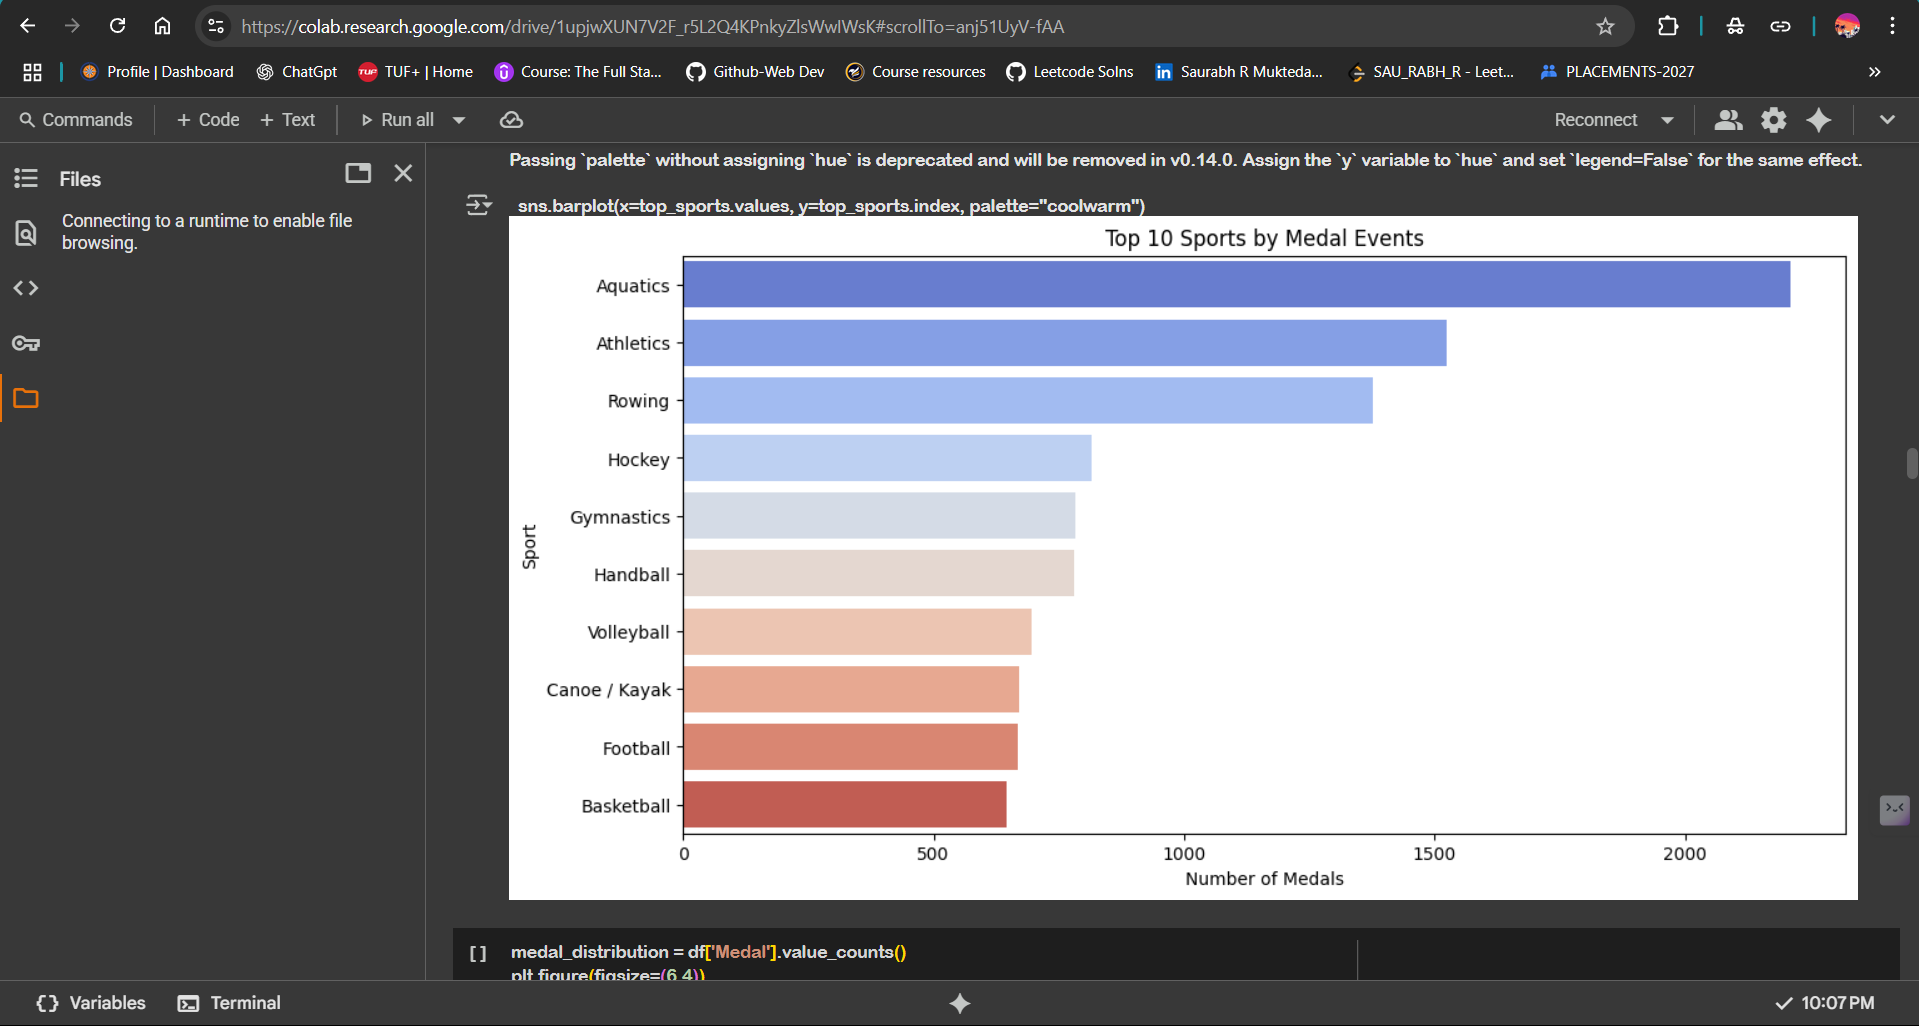 https://colab.research.google.com/drive/1upjwXUN7V2F_r5L2Q4KPnkyZlsWwIWsK#scrollTo=anj51UyV-fAA
Profile | Dashboard
ChatGpt
TUF+ | Home
Course: The Full Sta...
Github-Web Dev
Course resources
Leetcode Solns
Saurabh R Mukteda...
SAU_RABH_R - Leet...
PLACEMENTS-2027
Commands
+ Code
+ Text
Run all
Reconnect
Files
Connecting to a runtime to enable file
browsing.
Passing `palette` without assigning `hue` is deprecated and will be removed in v0.14.0. Assign the `y` variable to `hue` and set `legend=False` for the same effect.
sns.barplot(x=top_sports.values, y=top_sports.index, palette="coolwarm")
Top 10 Sports by Medal Events
Sport
Aquatics
Athletics
Rowing
Hockey
Gymnastics
Handball
Volleyball
Canoe / Kayak
Football
Basketball
0 500 1000 1500 2000
Number of Medals
[ ] medal_distribution = df['Medal'].value_counts()
plt.figure(figsize=(6,4))
{} Variables
Terminal
10:07 PM